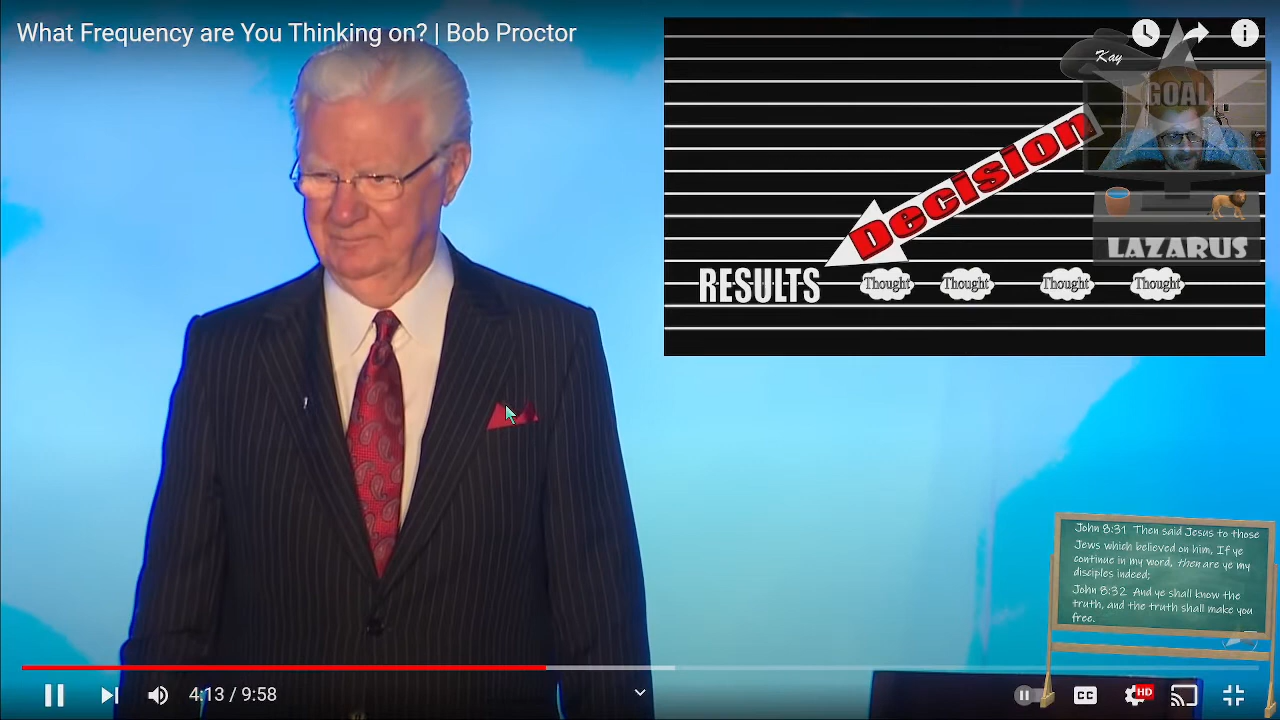 What Frequency are You Thinking on? | Bob Proctor
Kay
GOAL
Decision
LAZARUS
RESULTS
Thought
Thought
Thought
Thought
John 8:31 Then said Jesus to those
Jews which believed on him, If ye
continue in my word, then are ye my
disciples indeed;
John 8:32 And ye shall know the
truth, and the truth shall make you
free.
4:13 / 9:58
CC
HD